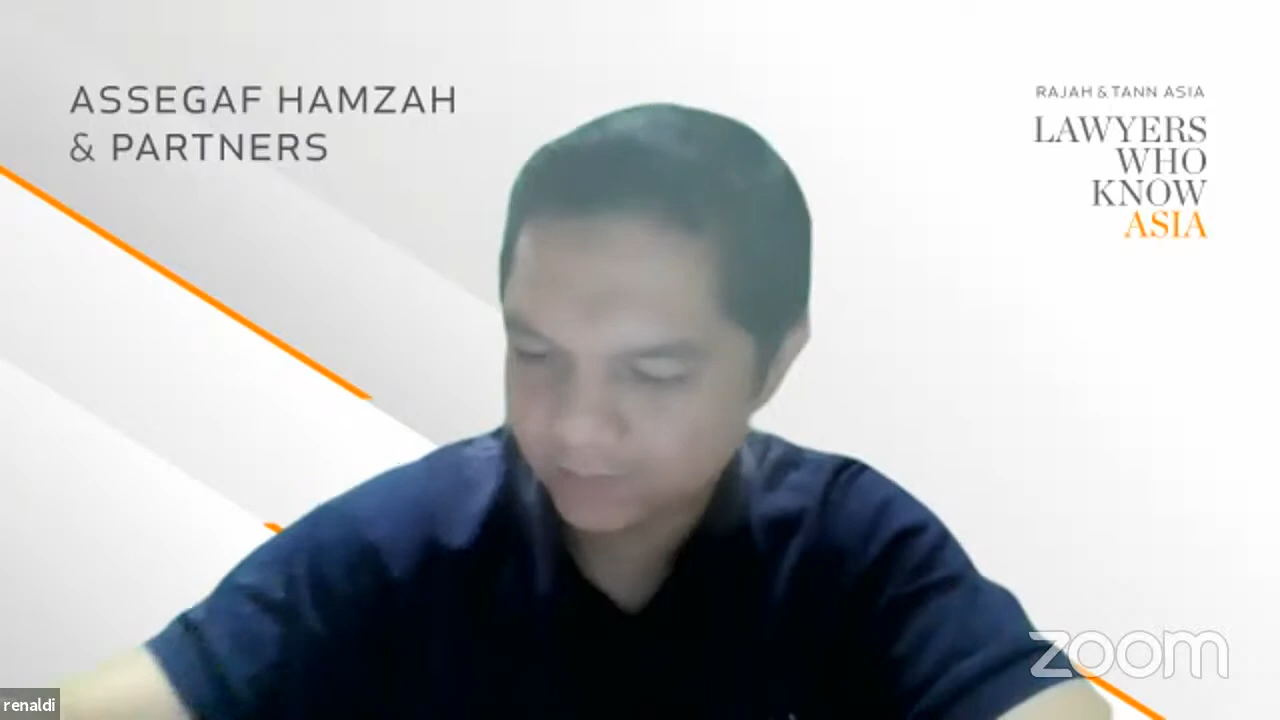 ASSEGAF HAMZAH
& PARTNERS
RAJAH & TANN ASIA
LAWYERS
WHO
KNOW
ASIA
zoom
renaldi